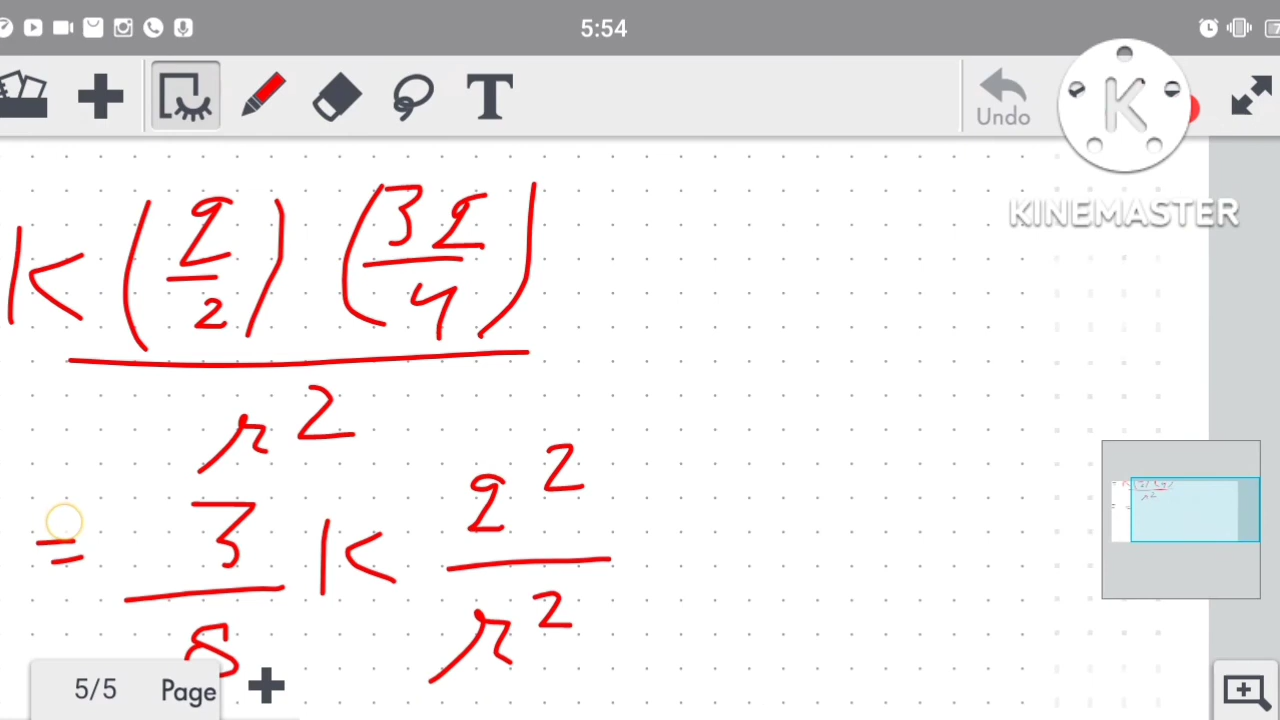 5:54
Undo
K
KINEMASTER
K (q/2) (3q/4)
r²
= 3/8 K q²/r²
5/5 Page